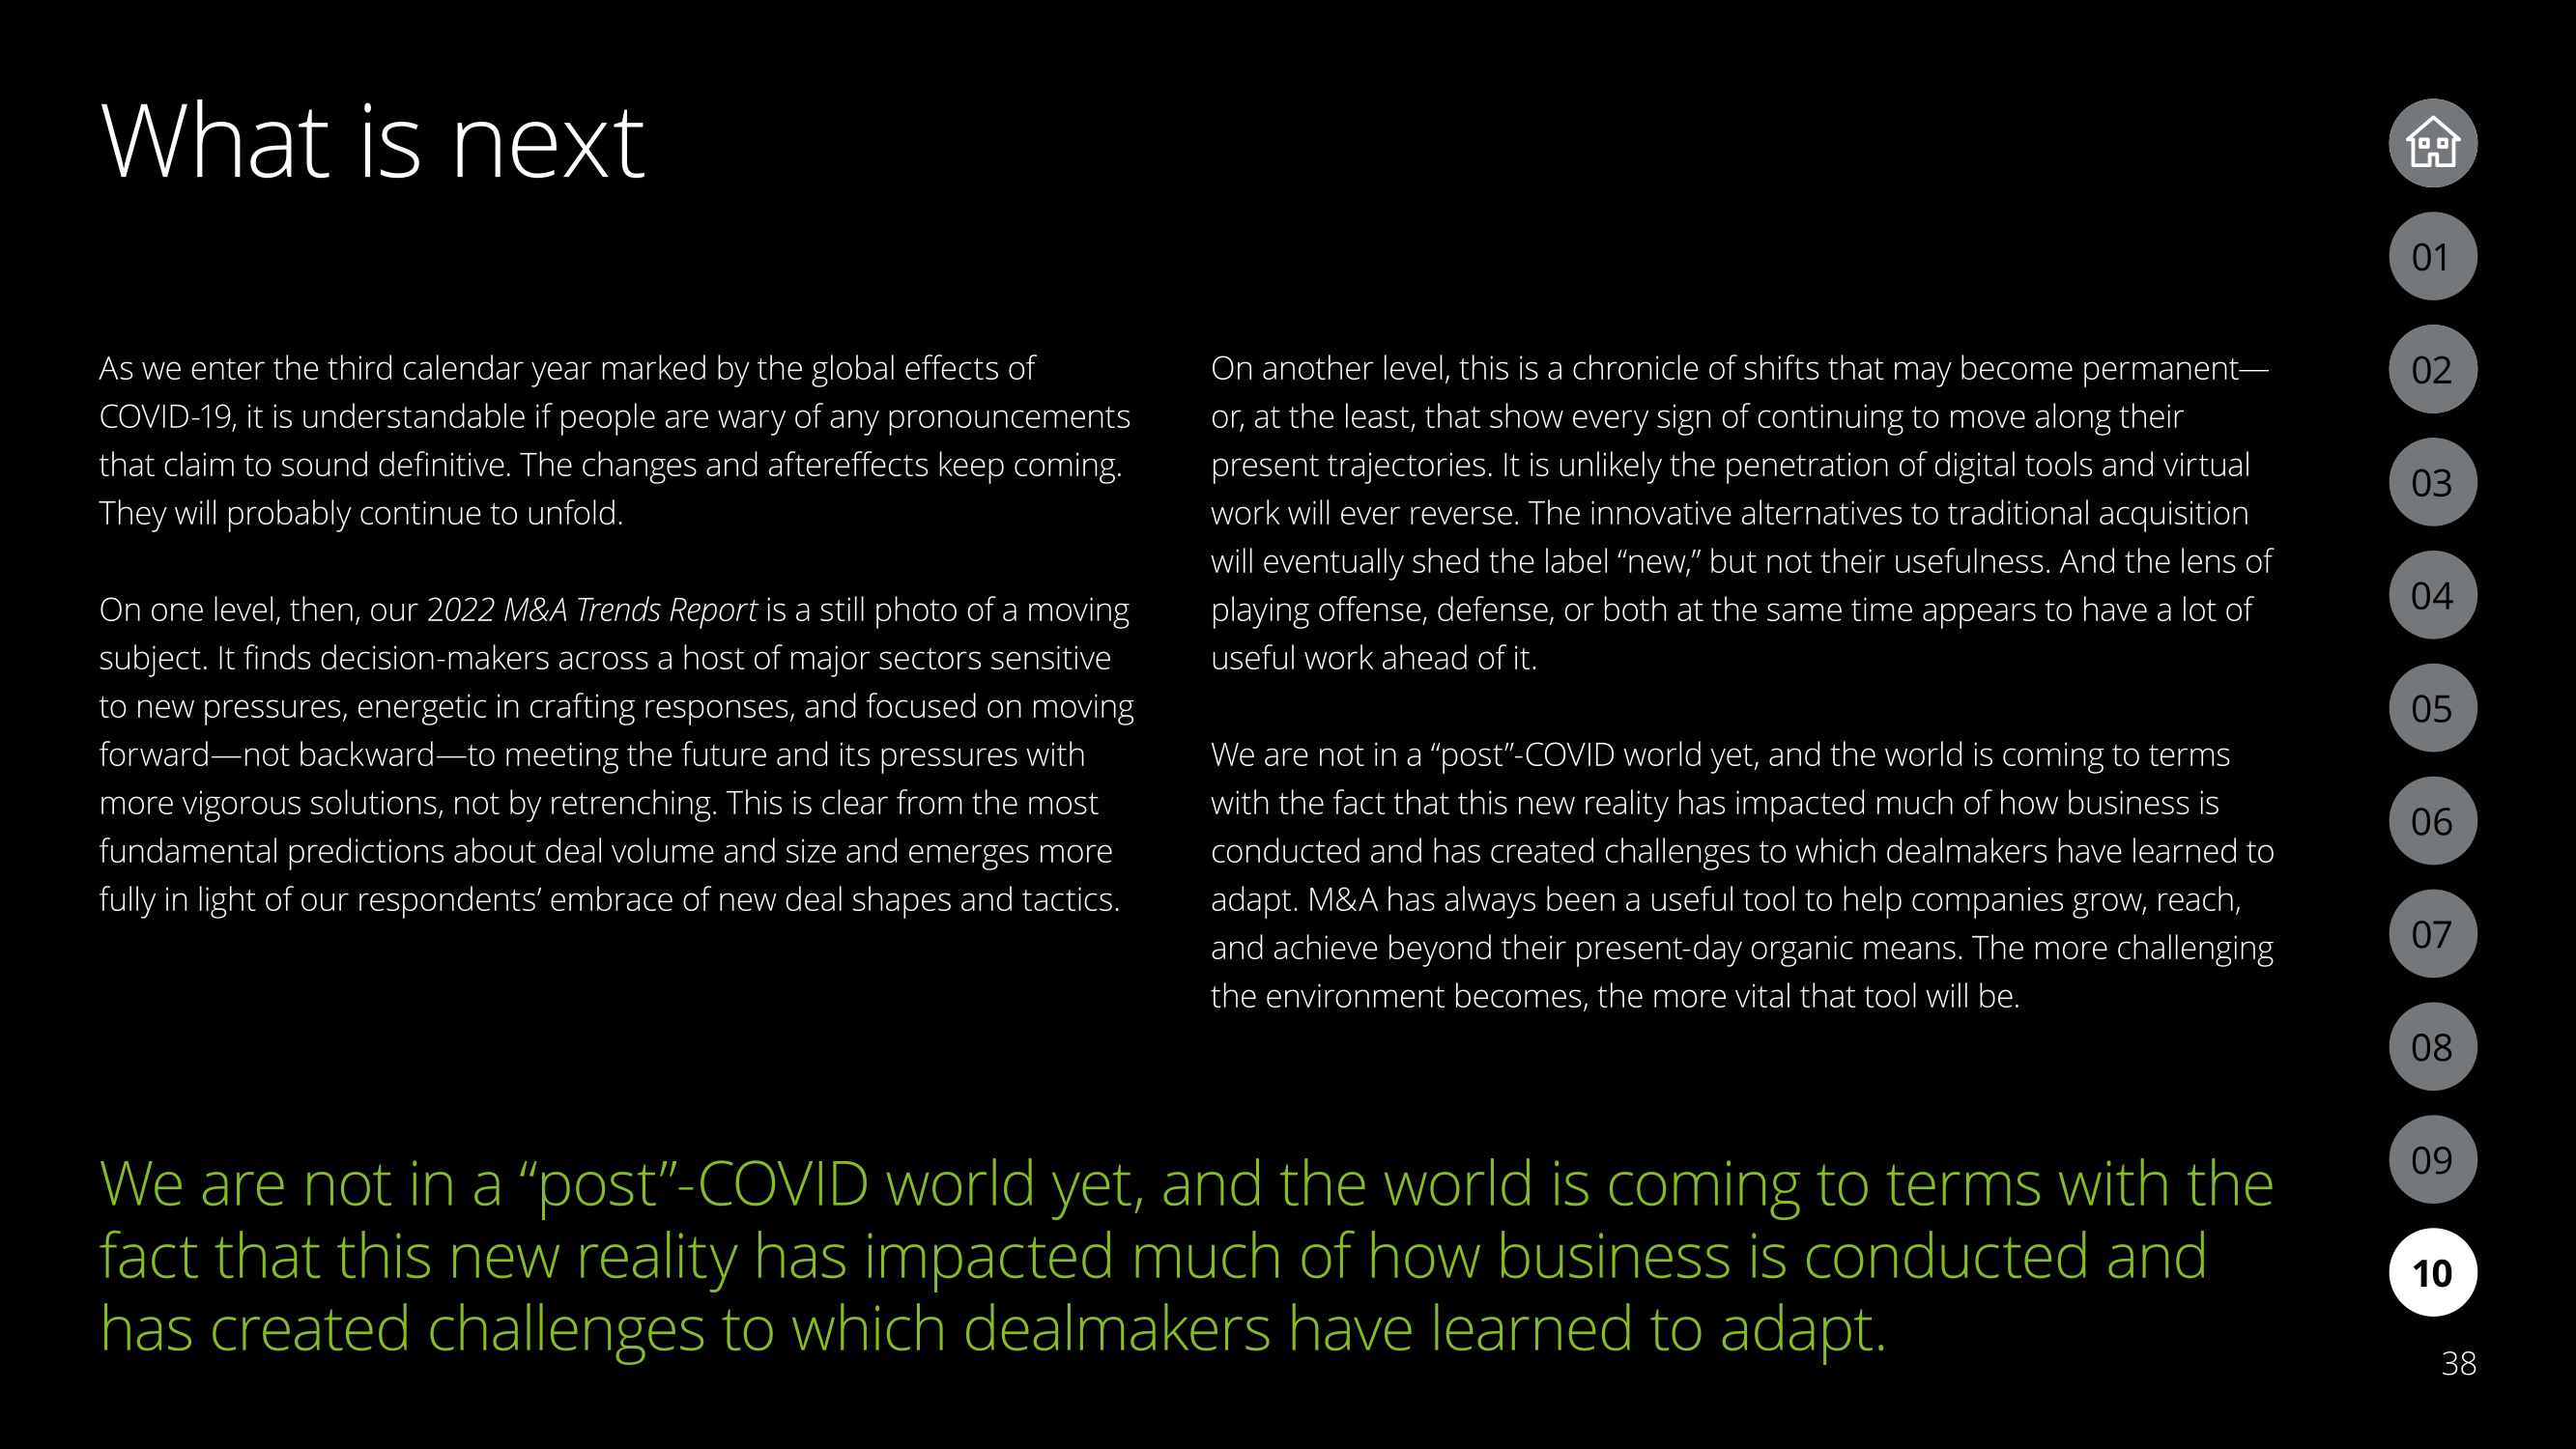 What is next
As we enter the third calendar year marked by the global effects of
COVID-19, it is understandable if people are wary of any pronouncements
that claim to sound definitive. The changes and aftereffects keep coming.
They will probably continue to unfold.
On one level, then, our 2022 M&A Trends Report is a still photo of a moving
subject. It finds decision-makers across a host of major sectors sensitive
to new pressures, energetic in crafting responses, and focused on moving
forward—not backward—to meeting the future and its pressures with
more vigorous solutions, not by retrenching. This is clear from the most
fundamental predictions about deal volume and size and emerges more
fully in light of our respondents’ embrace of new deal shapes and tactics.
On another level, this is a chronicle of shifts that may become permanent—
or, at the least, that show every sign of continuing to move along their
present trajectories. It is unlikely the penetration of digital tools and virtual
work will ever reverse. The innovative alternatives to traditional acquisition
will eventually shed the label “new,” but not their usefulness. And the lens of
playing offense, defense, or both at the same time appears to have a lot of
useful work ahead of it.
We are not in a “post”-COVID world yet, and the world is coming to terms
with the fact that this new reality has impacted much of how business is
conducted and has created challenges to which dealmakers have learned to
adapt. M&A has always been a useful tool to help companies grow, reach,
and achieve beyond their present-day organic means. The more challenging
the environment becomes, the more vital that tool will be.
We are not in a “post”-COVID world yet, and the world is coming to terms with the
fact that this new reality has impacted much of how business is conducted and
has created challenges to which dealmakers have learned to adapt.
01
02
03
04
05
06
07
08
09
10
38